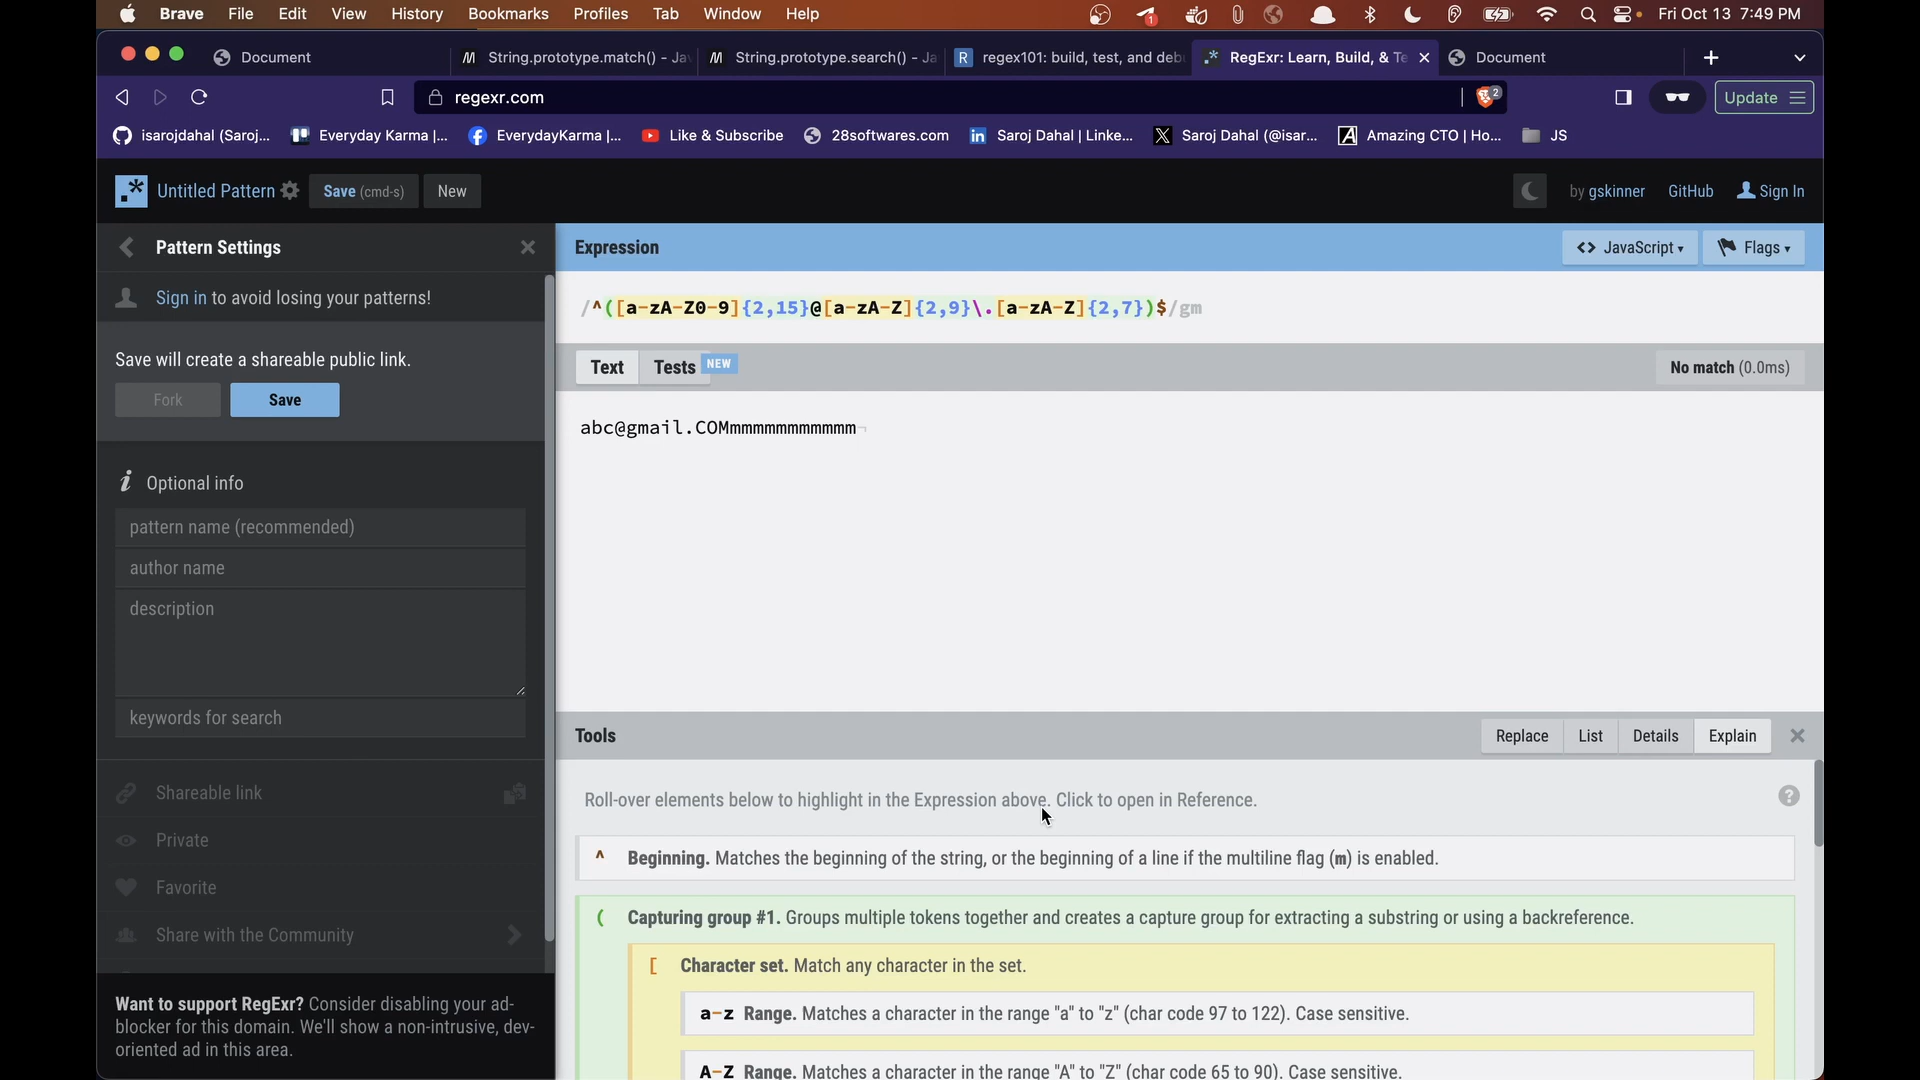 Brave File Edit View History Bookmarks Profiles Tab Window Help 1 Fri Oct 13 7:49 PM
Document String.prototype.match() - Jav String.prototype.search() - Ja R regex101: build, test, and debu RegExr: Learn, Build, & Te Document
regexr.com 2 Update
isarojdahal (Saroj... Everyday Karma |... EverydayKarma |... Like & Subscribe 28softwares.com Saroj Dahal | Linke... Saroj Dahal (@isar... Amazing CTO | Ho... JS
Untitled Pattern Save (cmd-s) New by gskinner GitHub Sign In
Pattern Settings
Sign in to avoid losing your patterns!
Save will create a shareable public link.
Fork Save
Optional info
pattern name (recommended)
author name
description
keywords for search
Shareable link
Private
Favorite
Share with the Community
Want to support RegExr? Consider disabling your ad-
blocker for this domain. We'll show a non-intrusive, dev-
oriented ad in this area.
Expression <> JavaScript Flags
/^([a-zA-Z0-9]{2,15}@[a-zA-Z]{2,9}\.[a-zA-Z]{2,7})$/gm
Text Tests NEW No match (0.0ms)
abc@gmail.COMmmmmmmmmmmm¬
Tools Replace List Details Explain
Roll-over elements below to highlight in the Expression above. Click to open in Reference. ?
^ Beginning. Matches the beginning of the string, or the beginning of a line if the multiline flag (m) is enabled.
( Capturing group #1. Groups multiple tokens together and creates a capture group for extracting a substring or using a backreference.
[ Character set. Match any character in the set.
a-z Range. Matches a character in the range "a" to "z" (char code 97 to 122). Case sensitive.
A-Z Range. Matches a character in the range "A" to "Z" (char code 65 to 90). Case sensitive.